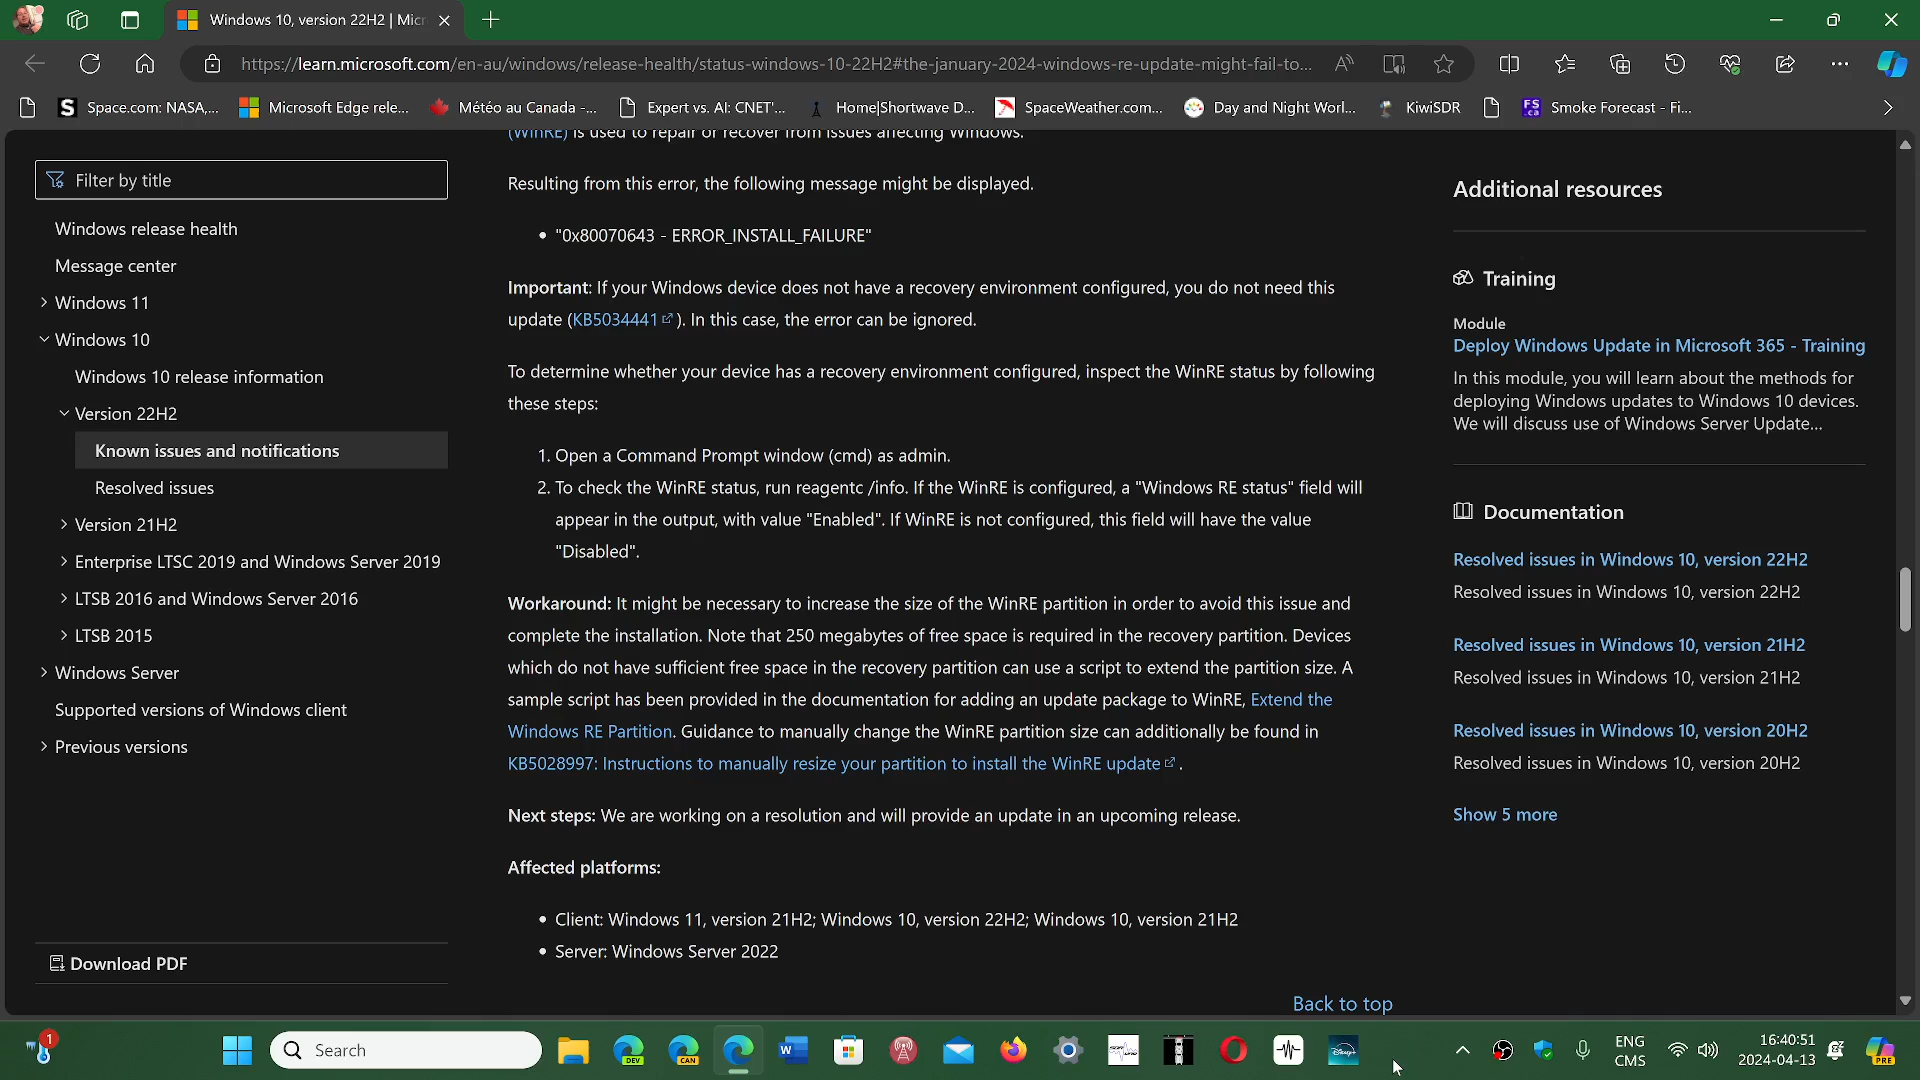 Windows 10, version 22H2 | Micr
https://learn.microsoft.com/en-au/windows/release-health/status-windows-10-22H2#the-january-2024-windows-re-update-might-fail-to...
Space.com: NASA,...
Microsoft Edge rele...
Météo au Canada -...
Expert vs. AI: CNET'...
Home|Shortwave D...
SpaceWeather.com...
Day and Night Worl...
KiwiSDR
Smoke Forecast - Fi...
Filter by title
Windows release health
Message center
Windows 11
Windows 10
Windows 10 release information
Version 22H2
Known issues and notifications
Resolved issues
Version 21H2
Enterprise LTSC 2019 and Windows Server 2019
LTSB 2016 and Windows Server 2016
LTSB 2015
Windows Server
Supported versions of Windows client
Previous versions
Download PDF
(WinRE) is used to repair or recover from issues affecting Windows.
Resulting from this error, the following message might be displayed.
• "0x80070643 - ERROR_INSTALL_FAILURE"
Important: If your Windows device does not have a recovery environment configured, you do not need this
update (KB5034441). In this case, the error can be ignored.
To determine whether your device has a recovery environment configured, inspect the WinRE status by following
these steps:
1. Open a Command Prompt window (cmd) as admin.
2. To check the WinRE status, run reagentc /info. If the WinRE is configured, a "Windows RE status" field will
appear in the output, with value "Enabled". If WinRE is not configured, this field will have the value
"Disabled".
Workaround: It might be necessary to increase the size of the WinRE partition in order to avoid this issue and
complete the installation. Note that 250 megabytes of free space is required in the recovery partition. Devices
which do not have sufficient free space in the recovery partition can use a script to extend the partition size. A
sample script has been provided in the documentation for adding an update package to WinRE, Extend the
Windows RE Partition. Guidance to manually change the WinRE partition size can additionally be found in
KB5028997: Instructions to manually resize your partition to install the WinRE update .
Next steps: We are working on a resolution and will provide an update in an upcoming release.
Affected platforms:
• Client: Windows 11, version 21H2; Windows 10, version 22H2; Windows 10, version 21H2
• Server: Windows Server 2022
Back to top
Additional resources
Training
Module
Deploy Windows Update in Microsoft 365 - Training
In this module, you will learn about the methods for
deploying Windows updates to Windows 10 devices.
We will discuss use of Windows Server Update...
Documentation
Resolved issues in Windows 10, version 22H2
Resolved issues in Windows 10, version 22H2
Resolved issues in Windows 10, version 21H2
Resolved issues in Windows 10, version 21H2
Resolved issues in Windows 10, version 20H2
Resolved issues in Windows 10, version 20H2
Show 5 more
1
Search
DEV
CAN
Disney+
ENG
CMS
16:40:51
2024-04-13
PRE